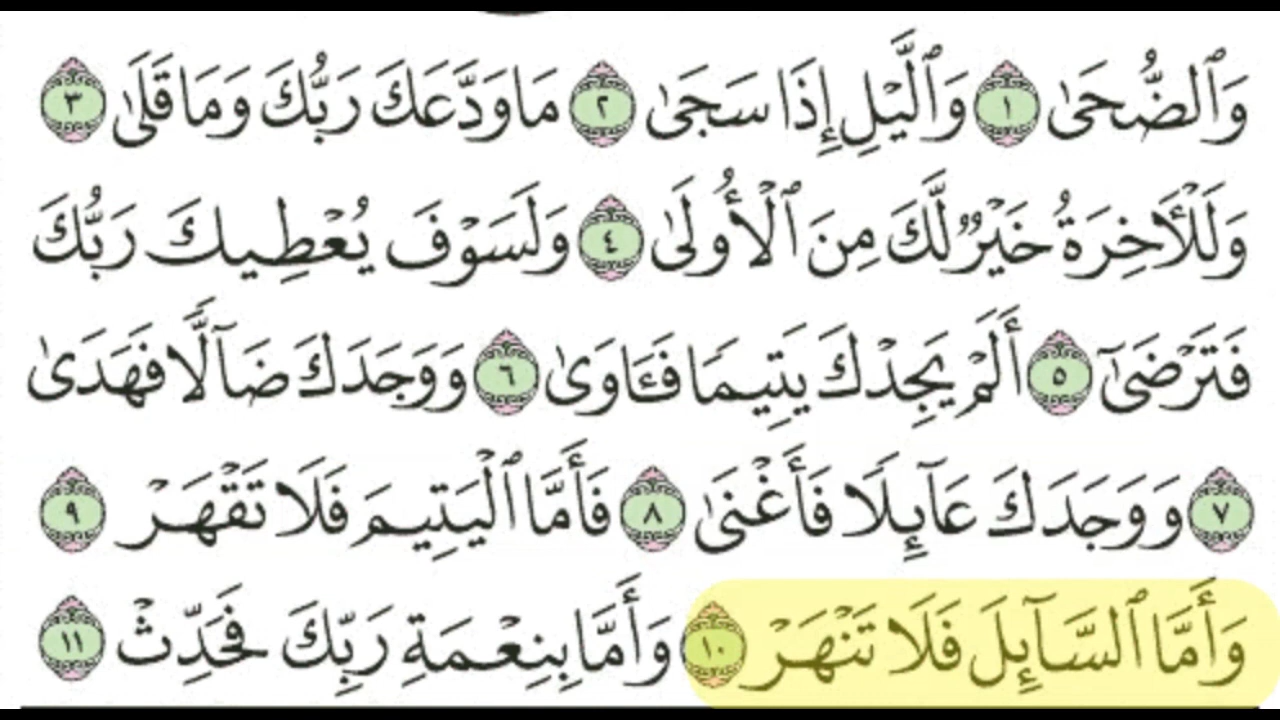 وَٱلضُّحَىٰ ١ وَٱلَّيْلِ إِذَا سَجَىٰ ٢ مَا وَدَّعَكَ رَبُّكَ وَمَا قَلَىٰ ٣
وَلَلْأَخِرَةُ خَيْرٌ لَّكَ مِنَ ٱلْأُولَىٰ ٤ وَلَسَوْفَ يُعْطِيكَ رَبُّكَ
فَتَرْضَىٰٓ ٥ أَلَمْ يَجِدْكَ يَتِيمًا فَـَٔاوَىٰ ٦ وَوَجَدَكَ ضَآلًّا فَهَدَىٰ
٧ وَوَجَدَكَ عَآئِلًا فَأَغْنَىٰ ٨ فَأَمَّا ٱلْيَتِيمَ فَلَا تَقْهَرْ ٩
وَأَمَّا ٱلسَّآئِلَ فَلَا تَنْهَرْ ١٠ وَأَمَّا بِنِعْمَةِ رَبِّكَ فَحَدِّثْ ١١